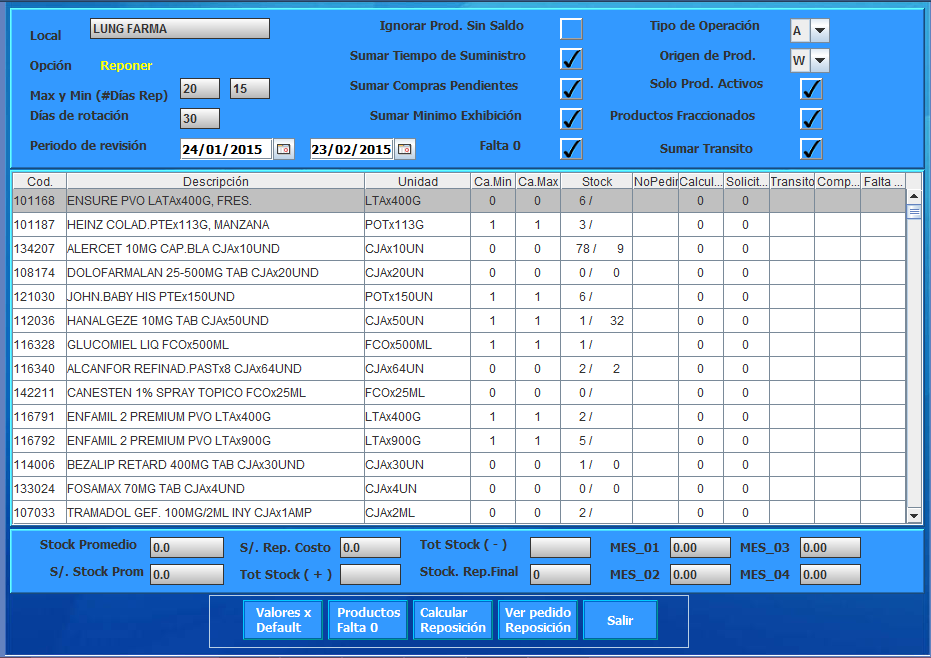 Local LUNG FARMA Ignorar Prod. Sin Saldo Tipo de Operación A
Opción Reponer Sumar Tiempo de Suministro Origen de Prod. W
Max y Min (#Días Rep) 20 15 Sumar Compras Pendientes Solo Prod. Activos
Días de rotación 30 Sumar Minimo Exhibición Productos Fraccionados
Periodo de revisión 24/01/2015 23/02/2015 Falta 0 Sumar Transito
Cod. Descripción Unidad Ca.Min Ca.Max Stock NoPedir Calcul... Solicit... Transito Comp... Falta ...
101168 ENSURE PVO LATAx400G, FRES. LTAx400G 0 0 6 / 0 0
101187 HEINZ COLAD.PTEx113G, MANZANA POTx113G 1 1 3 / 0 0
134207 ALERCET 10MG CAP.BLA CJAx10UND CJAx10UN 0 0 78 / 9 0 0
108174 DOLOFARMALAN 25-500MG TAB CJAx20UND CJAx20UN 0 0 0 / 0 0 0
121030 JOHN.BABY HIS PTEx150UND POTx150UN 1 1 6 / 0 0
112036 HANALGEZE 10MG TAB CJAx50UND CJAx50UN 1 1 1 / 32 0 0
116328 GLUCOMIEL LIQ FCOx500ML FCOx500ML 1 1 1 / 0 0
116340 ALCANFOR REFINAD.PASTx8 CJAx64UND CJAx64UN 0 0 2 / 2 0 0
142211 CANESTEN 1% SPRAY TOPICO FCOx25ML FCOx25ML 0 0 0 / 0 0
116791 ENFAMIL 2 PREMIUM PVO LTAx400G LTAx400G 1 1 2 / 0 0
116792 ENFAMIL 2 PREMIUM PVO LTAx900G LTAx900G 1 1 5 / 0 0
114006 BEZALIP RETARD 400MG TAB CJAx30UND CJAx30UN 0 0 1 / 0 0 0
133024 FOSAMAX 70MG TAB CJAx4UND CJAx4UN 0 0 0 / 0 0 0
107033 TRAMADOL GEF. 100MG/2ML INY CJAx1AMP CJAx2ML 0 0 2 / 0 0
Stock Promedio 0.0 S/. Rep. Costo 0.0 Tot Stock ( - ) MES_01 0.00 MES_03 0.00
S/. Stock Prom 0.0 Tot Stock ( + ) Stock. Rep.Final 0 MES_02 0.00 MES_04 0.00
Valores x Productos Calcular Ver pedido Salir
Default Falta 0 Reposición Reposición